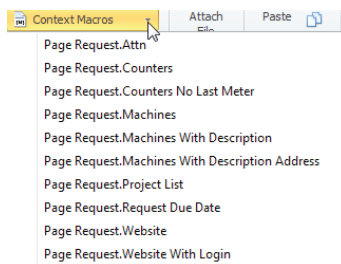 Context Macros
Attach
File
Paste
Page Request.Attn
Page Request.Counters
Page Request.Counters No Last Meter
Page Request.Machines
Page Request.Machines With Description
Page Request.Machines With Description Address
Page Request.Project List
Page Request.Request Due Date
Page Request.Website
Page Request.Website With Login